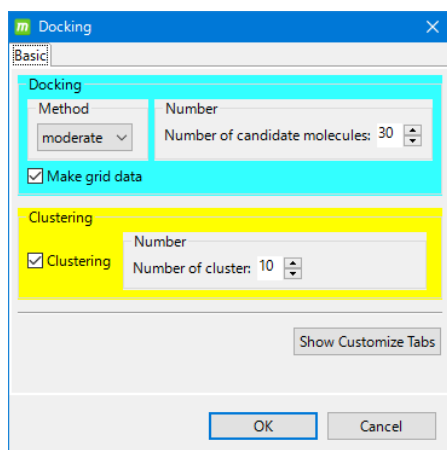 m Docking
Basic
Docking
Method
Number
moderate
Number of candidate molecules: 30
Make grid data
Clustering
Number
Clustering
Number of cluster: 10
Show Customize Tabs
OK Cancel